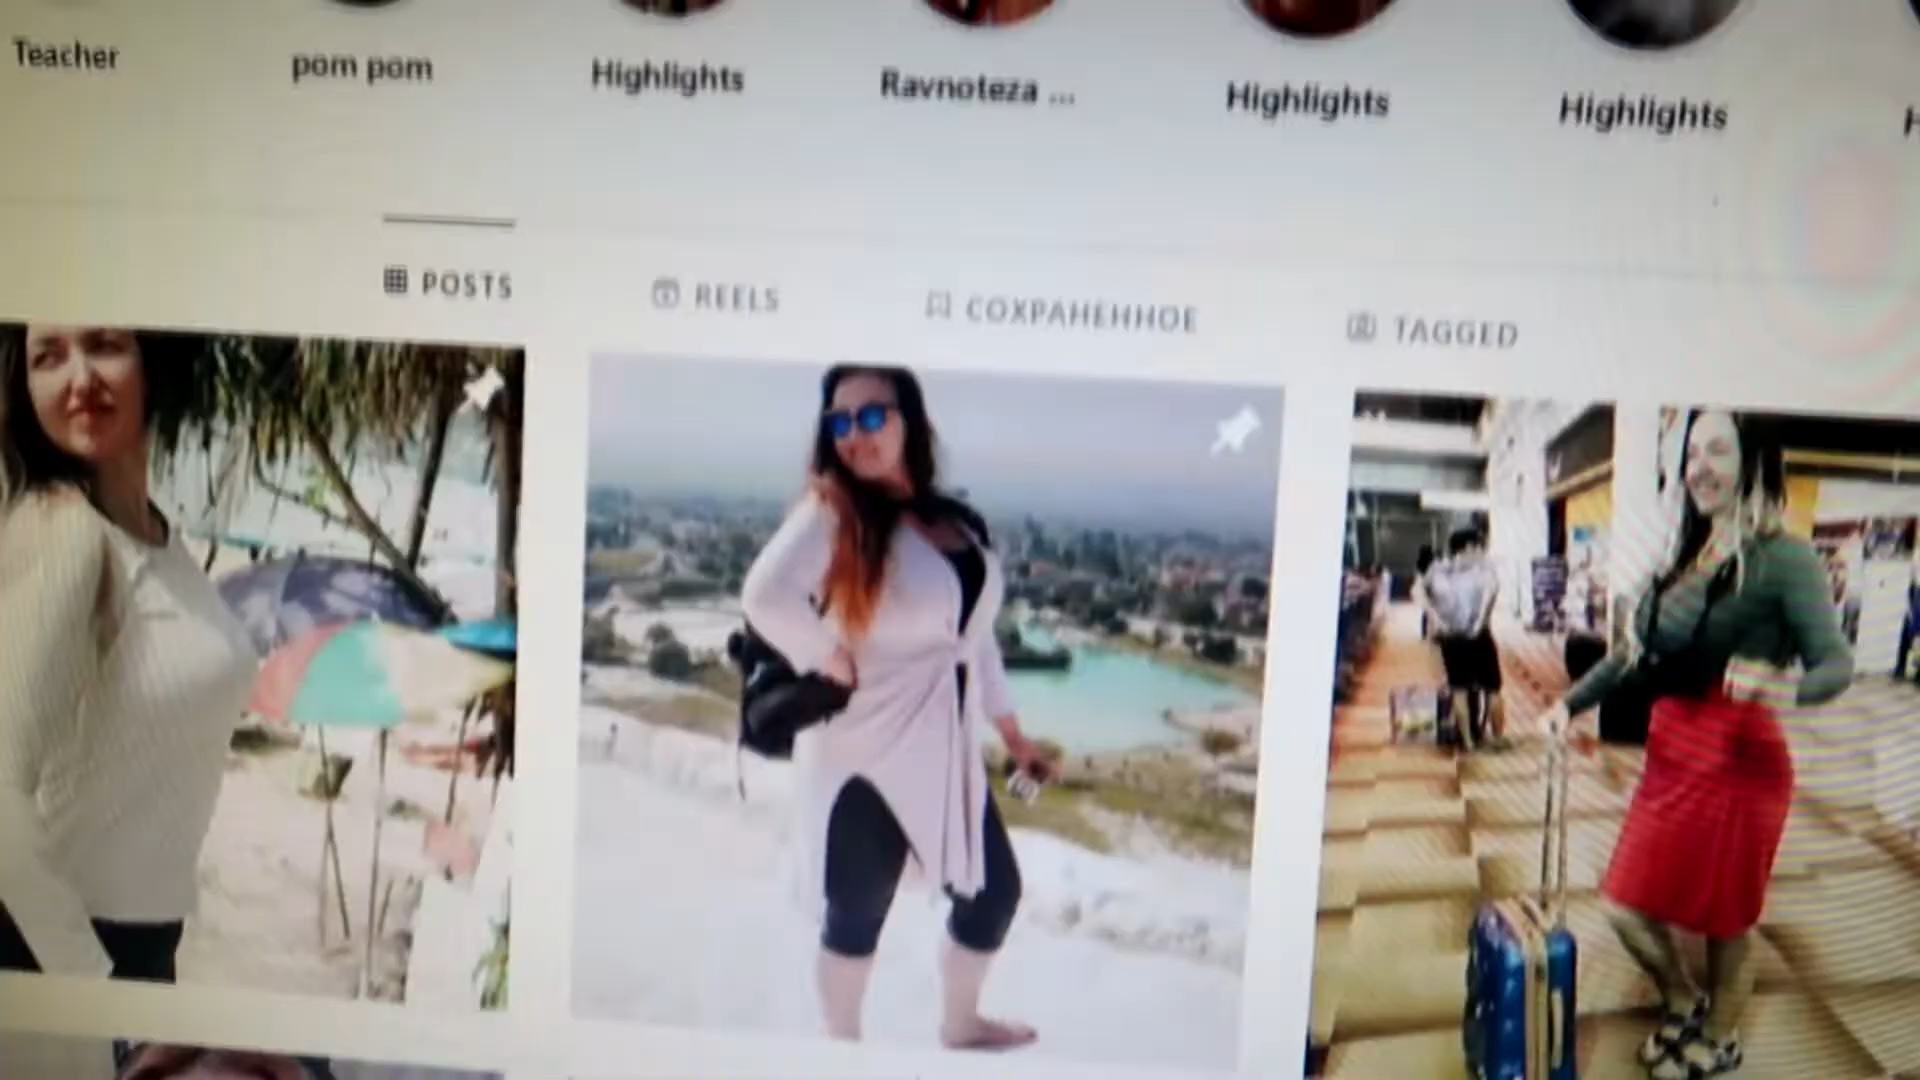 Teacher
pom pom
Highlights
Ravnoteza ...
Highlights
Highlights
POSTS
REELS
СОХРАНЕННОЕ
TAGGED